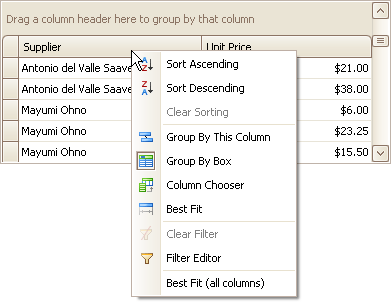 Drag a column header here to group by that column
Supplier Unit Price
Antonio del Valle Saave $21.00
Antonio del Valle Saave $38.00
Mayumi Ohno $6.00
Mayumi Ohno $23.25
Mayumi Ohno $15.50
Sort Ascending
Sort Descending
Clear Sorting
Group By This Column
Group By Box
Column Chooser
Best Fit
Clear Filter
Filter Editor
Best Fit (all columns)